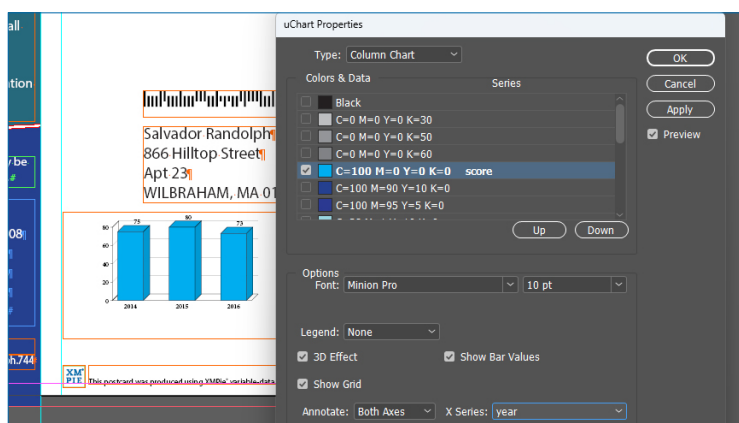 all
ation
y be
#
08
#
h.744
Salvador Randolph¶
866 Hilltop Street¶
Apt 23¶
WILBRAHAM, MA 01
75
80
73
80
60
40
20
0
2014
2015
2016
XM
PIE
This postcard was produced using XMPie® variable-data
uChart Properties
Type: Column Chart
Colors & Data
Series
Black
C=0 M=0 Y=0 K=30
C=0 M=0 Y=0 K=50
C=0 M=0 Y=0 K=60
C=100 M=0 Y=0 K=0 score
C=100 M=90 Y=10 K=0
C=100 M=95 Y=5 K=0
Up
Down
OK
Cancel
Apply
Preview
Options
Font: Minion Pro
10 pt
Legend: None
3D Effect
Show Bar Values
Show Grid
Annotate: Both Axes
X Series: year